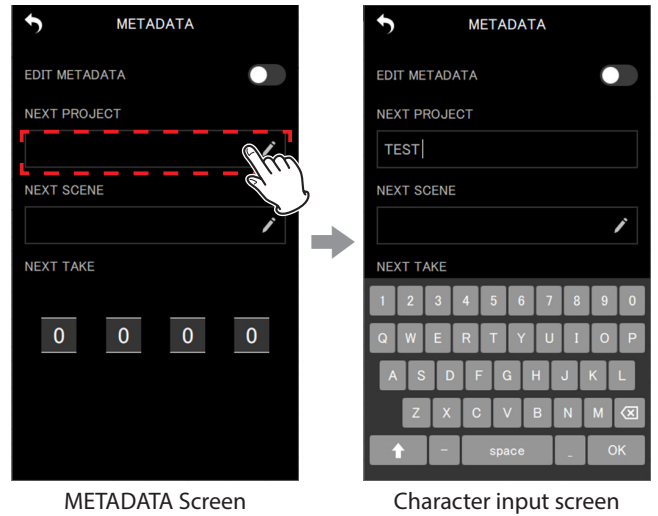 METADATA
EDIT METADATA
NEXT PROJECT
NEXT SCENE
NEXT TAKE
0 0 0 0
METADATA Screen
METADATA
EDIT METADATA
NEXT PROJECT
TEST
NEXT SCENE
NEXT TAKE
1 2 3 4 5 6 7 8 9 0
Q W E R T Y U I O P
A S D F G H J K L
Z X C V B N M
- space _ OK
Character input screen